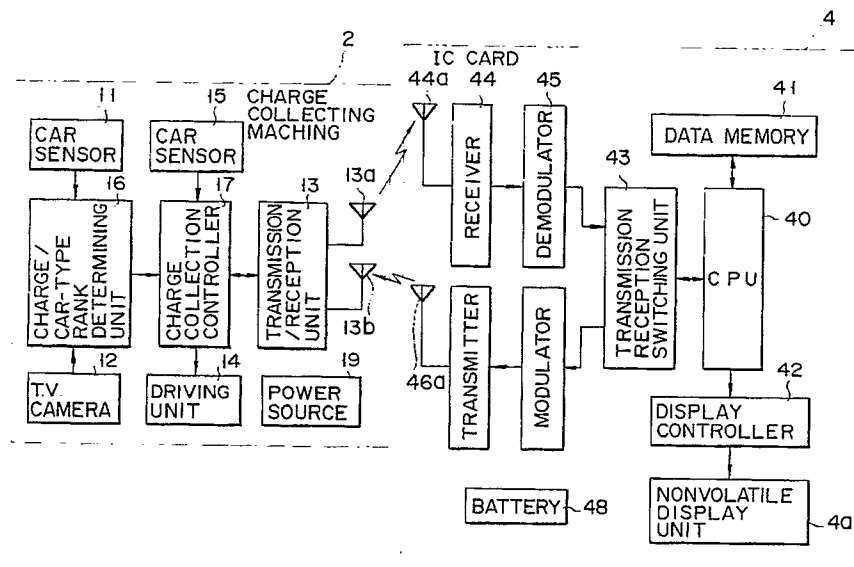 2
4
IC CARD
11
15
CHARGE
COLLECTING
MACHING
44a
44
45
41
CAR
SENSOR
CAR
SENSOR
DATA MEMORY
16
17
13
13a
43
40
CHARGE/
CAR-TYPE
RANK
DETERMINING
UNIT
CHARGE
COLLECTION
CONTROLLER
TRANSMISSION
/RECEPTION
UNIT
RECEIVER
DEMODULATOR
TRANSMISSION
RECEPTION
SWITCHING UNIT
CPU
13b
46a
TRANSMITTER
MODULATOR
12
14
19
42
T.V.
CAMERA
DRIVING
UNIT
POWER
SOURCE
DISPLAY
CONTROLLER
BATTERY
48
NONVOLATILE
DISPLAY
UNIT
4a